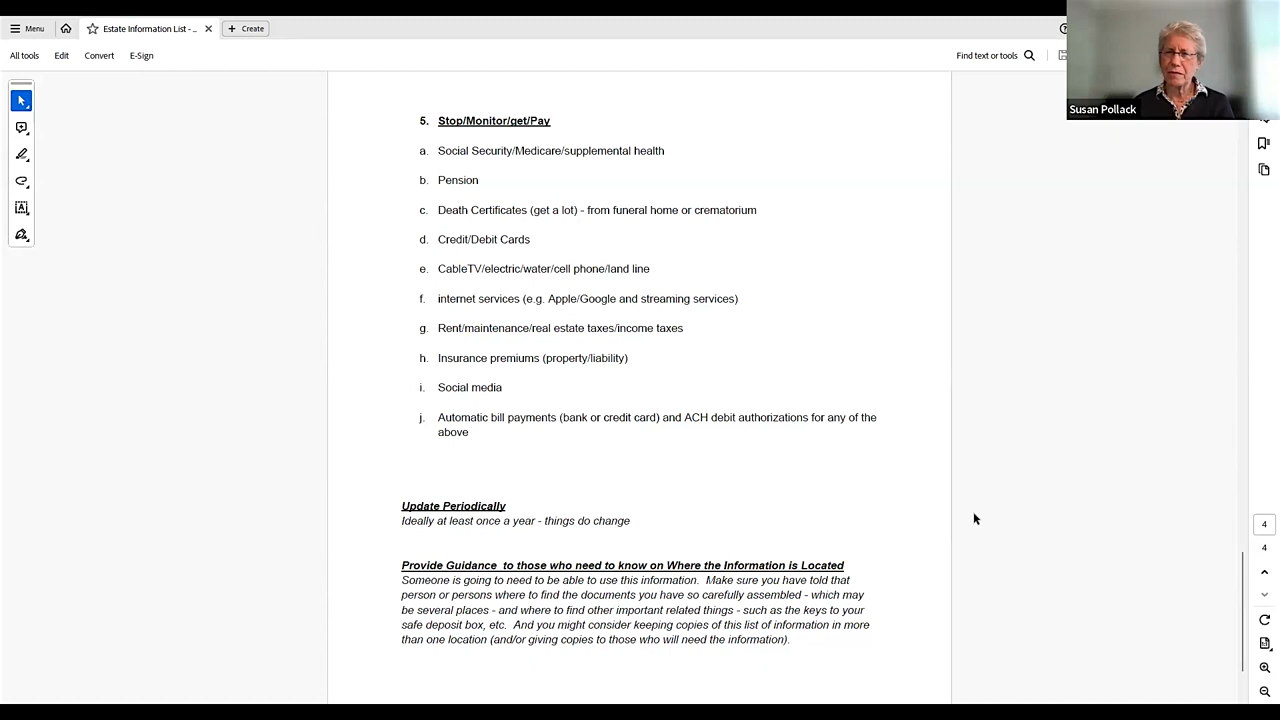 Menu
Estate Information List - ...
Create
All tools
Edit
Convert
E-Sign
Find text or tools
Susan Pollack
5. Stop/Monitor/get/Pay
a. Social Security/Medicare/supplemental health
b. Pension
c. Death Certificates (get a lot) - from funeral home or crematorium
d. Credit/Debit Cards
e. CableTV/electric/water/cell phone/land line
f. internet services (e.g. Apple/Google and streaming services)
g. Rent/maintenance/real estate taxes/income taxes
h. Insurance premiums (property/liability)
i. Social media
j. Automatic bill payments (bank or credit card) and ACH debit authorizations for any of the
above
Update Periodically
Ideally at least once a year - things do change
Provide Guidance to those who need to know on Where the Information is Located
Someone is going to need to be able to use this information. Make sure you have told that
person or persons where to find the documents you have so carefully assembled - which may
be several places - and where to find other important related things - such as the keys to your
safe deposit box, etc. And you might consider keeping copies of this list of information in more
than one location (and/or giving copies to those who will need the information).
4
4